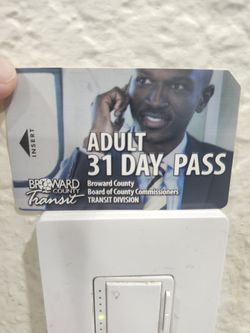 INSERT
ADULT
31 DAY PASS
BROWARD
COUNTY
Transit
Broward County
Board of County Commissioners
TRANSIT DIVISION